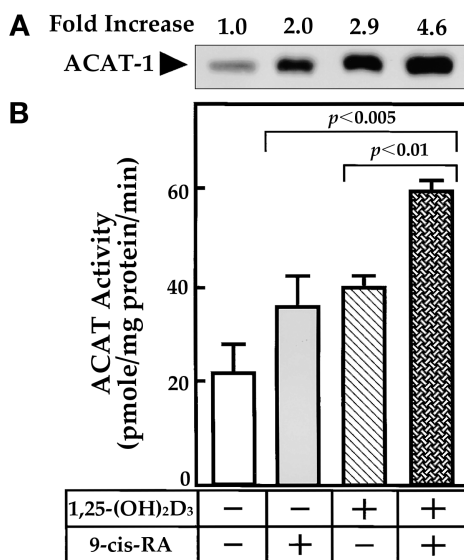 A
Fold Increase 1.0 2.0 2.9 4.6
ACAT-1
B
p<0.005
p<0.01
ACAT Activity
(pmole/mg protein/min)
60
40
20
0
1,25-(OH)₂D₃ − − + +
9-cis-RA − + − +